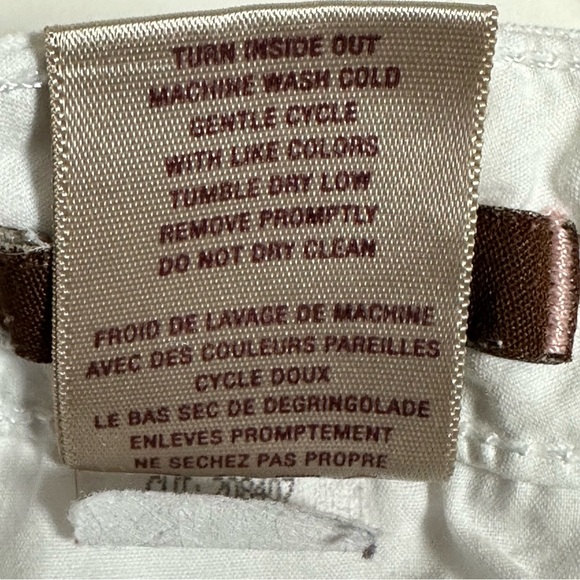 TURN INSIDE OUT
MACHINE WASH COLD
GENTLE CYCLE
WITH LIKE COLORS
TUMBLE DRY LOW
REMOVE PROMPTLY
DO NOT DRY CLEAN
FROID DE LAVAGE DE MACHINE
AVEC DES COULEURS PAREILLES
CYCLE DOUX
LE BAS SEC DE DEGRINGOLADE
ENLEVES PROMPTEMENT
NE SECHEZ PAS PROPRE